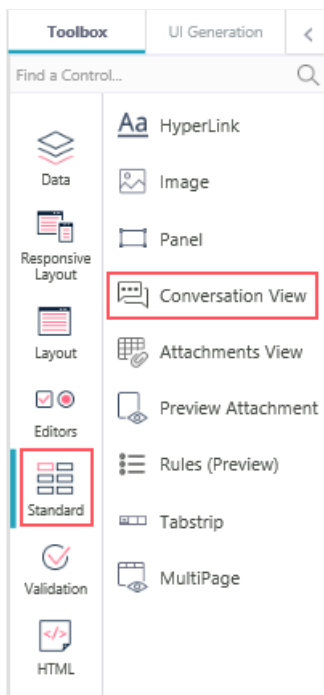 Toolbox
UI Generation
Find a Contro...
Data
Responsive
Layout
Layout
Editors
Standard
Validation
</>
HTML
Aa HyperLink
Image
Panel
Conversation View
Attachments View
Preview Attachment
Rules (Preview)
Tabstrip
MultiPage